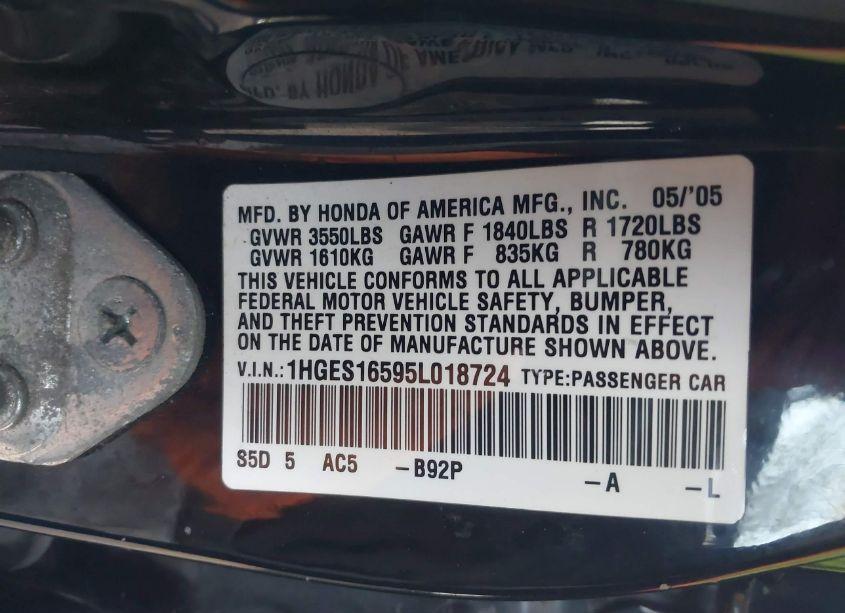 MFD. BY HONDA OF AMERICA MFG., INC. 05/'05
GVWR 3550LBS GAWR F 1840LBS R 1720LBS
GVWR 1610KG GAWR F 835KG R 780KG
THIS VEHICLE CONFORMS TO ALL APPLICABLE
FEDERAL MOTOR VEHICLE SAFETY, BUMPER,
AND THEFT PREVENTION STANDARDS IN EFFECT
ON THE DATE OF MANUFACTURE SHOWN ABOVE.
V.I.N.: 1HGES16595L018724 TYPE:PASSENGER CAR
S5D 5 AC5 -B92P -A -L